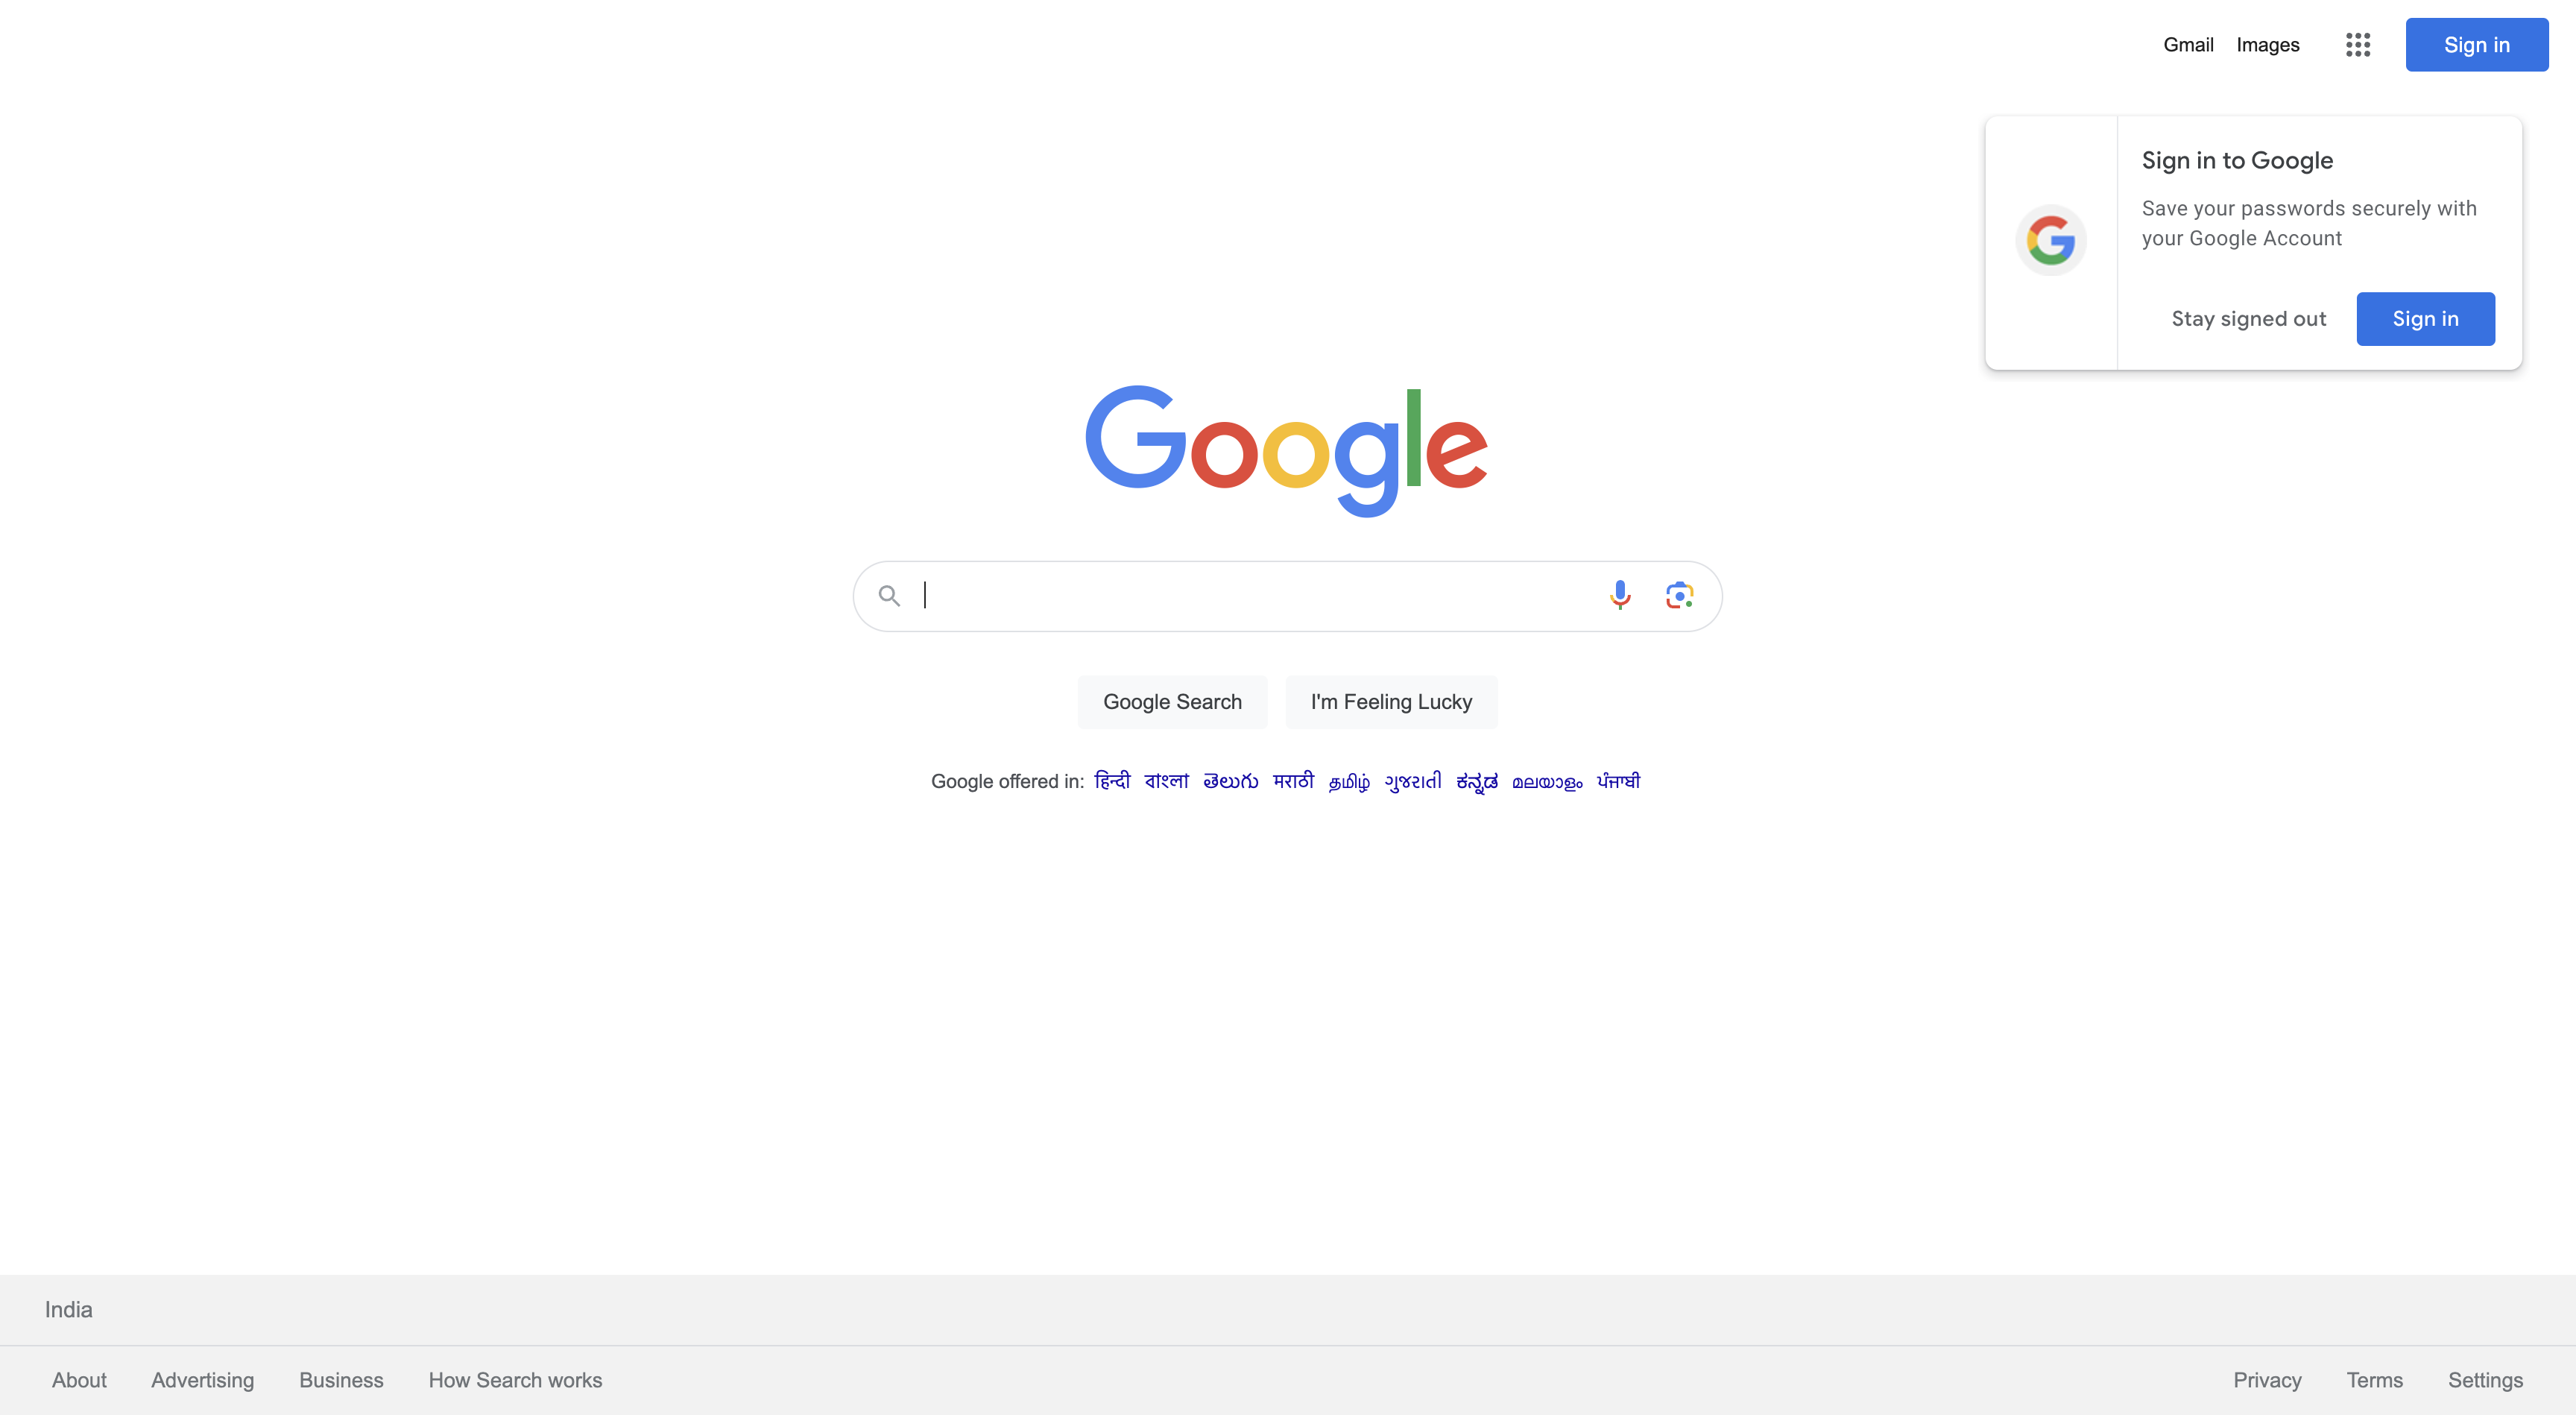 Gmail Images Sign in
Sign in to Google
Save your passwords securely with
your Google Account
Stay signed out Sign in
Google
Google Search I'm Feeling Lucky
Google offered in: हिन्दी বাংলা తెలుగు मराठी தமிழ் ગુજરાતી ಕನ್ನಡ മലയാളം ਪੰਜਾਬੀ
India
About Advertising Business How Search works Privacy Terms Settings